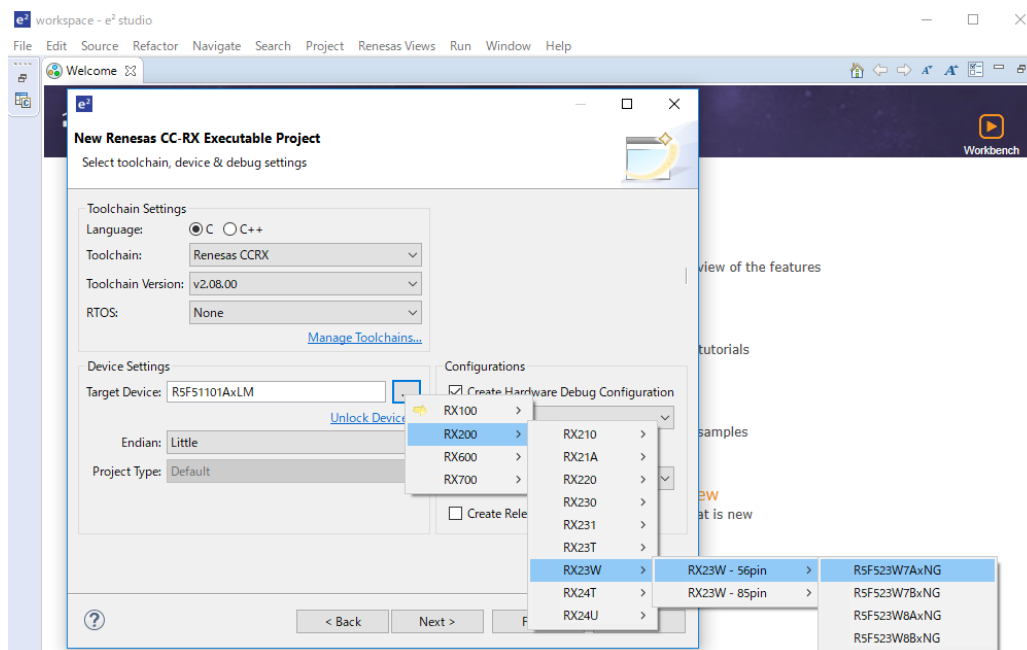 e² workspace - e² studio
File Edit Source Refactor Navigate Search Project Renesas Views Run Window Help
Welcome
Workbench
e²
New Renesas CC-RX Executable Project
Select toolchain, device & debug settings
Toolchain Settings
Language: C C++
Toolchain: Renesas CCRX
Toolchain Version: v2.08.00
RTOS: None
Manage Toolchains...
view of the features
tutorials
samples
at is new
Device Settings
Target Device: R5F51101AxLM ...
Unlock Device
Endian: Little
Project Type: Default
Configurations
Create Hardware Debug Configuration
Create Rele
RX100
RX200
RX600
RX700
RX210
RX21A
RX220
RX230
RX231
RX23T
RX23W
RX24T
RX24U
RX23W - 56pin
RX23W - 85pin
R5F523W7AxNG
R5F523W7BxNG
R5F523W8AxNG
R5F523W8BxNG
? < Back Next > F